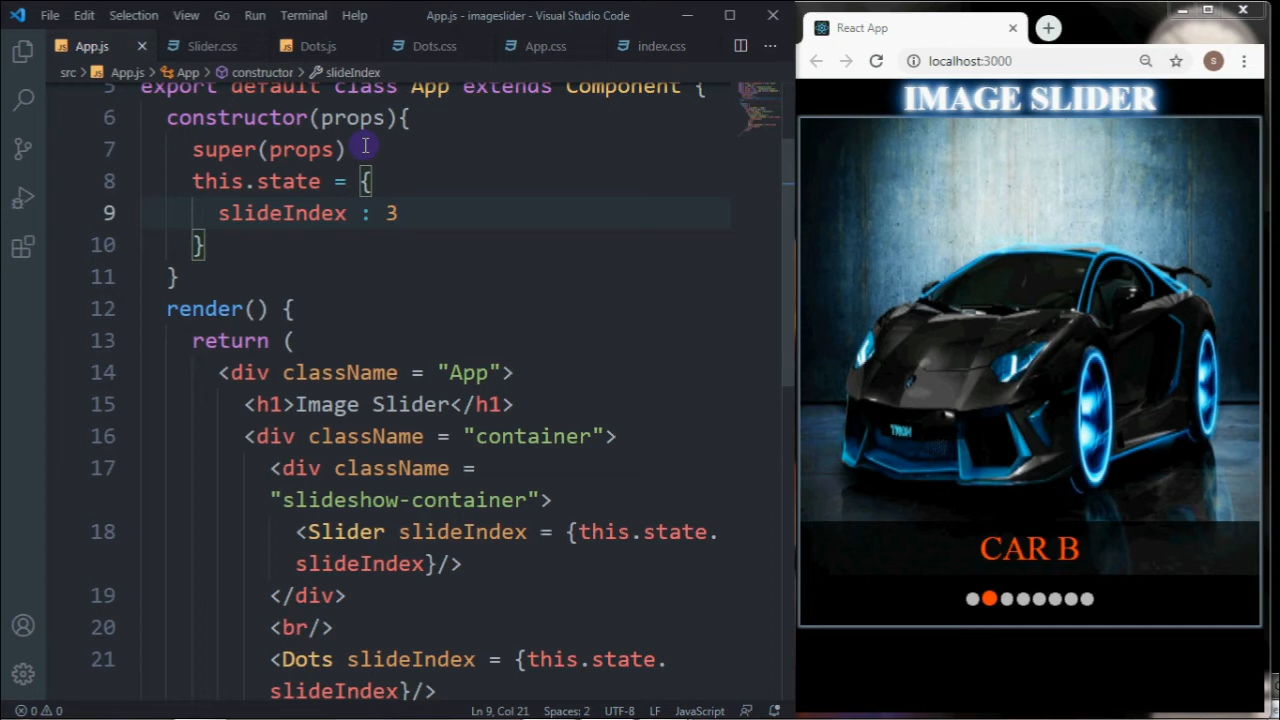 File Edit Selection View Go Run Terminal Help App.js - imageslider - Visual Studio Code
App.js Slider.css Dots.js Dots.css App.css index.css
src > App.js > App > constructor > slideIndex
5 export default class App extends Component {
6 constructor(props){
7 super(props)
8 this.state = {
9 slideIndex : 3
10 }
11 }
12 render() {
13 return (
14 <div className = "App">
15 <h1>Image Slider</h1>
16 <div className = "container">
17 <div className =
"slideshow-container">
18 <Slider slideIndex = {this.state.
slideIndex}/>
19 </div>
20 <br/>
21 <Dots slideIndex = {this.state.
slideIndex}/>
0 0 Ln 9, Col 21 Spaces: 2 UTF-8 LF JavaScript
React App
localhost:3000
S
IMAGE SLIDER
TRON
CAR B